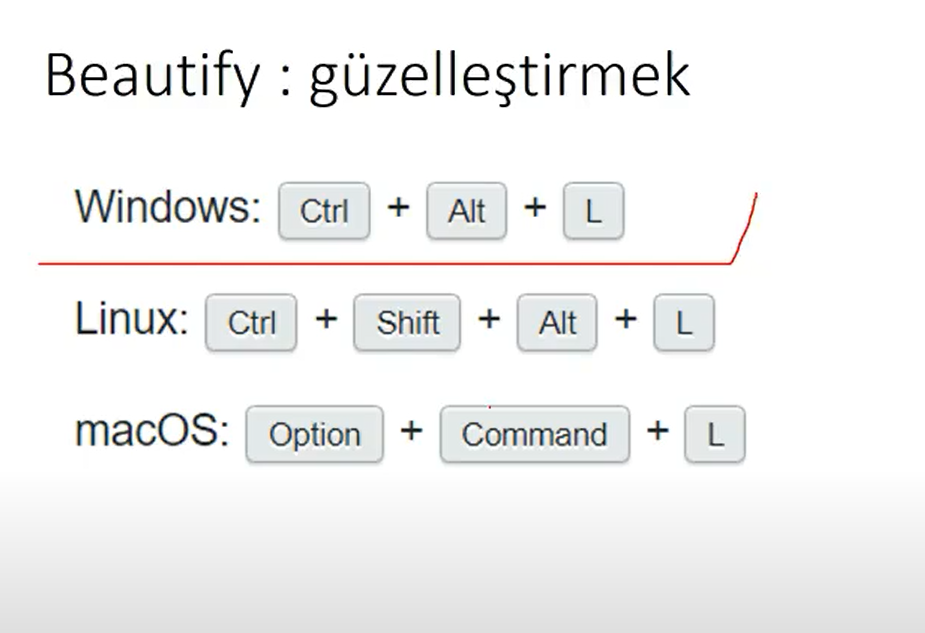 Beautify : güzelleştirmek
Windows: Ctrl + Alt + L
Linux: Ctrl + Shift + Alt + L
macOS: Option + Command + L